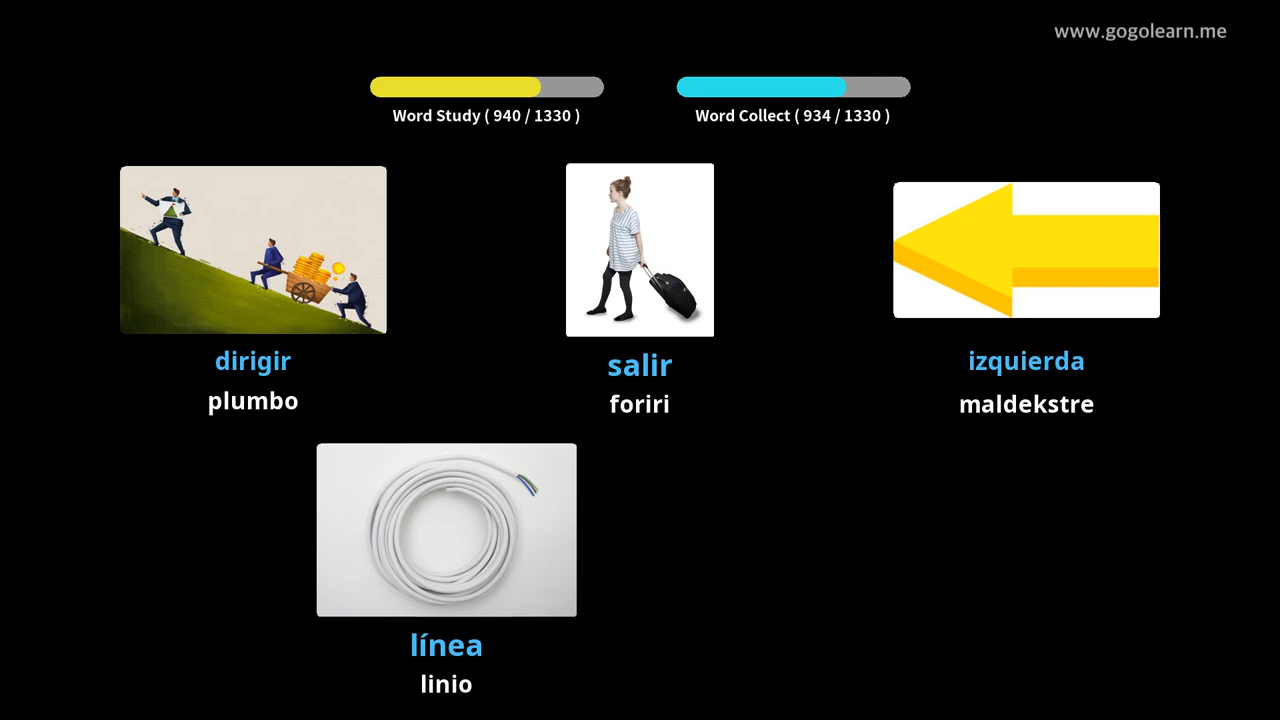 www.gogolearn.me
Word Study ( 940 / 1330 )
Word Collect ( 934 / 1330 )
dirigir
plumbo
salir
foriri
izquierda
maldekstre
línea
linio